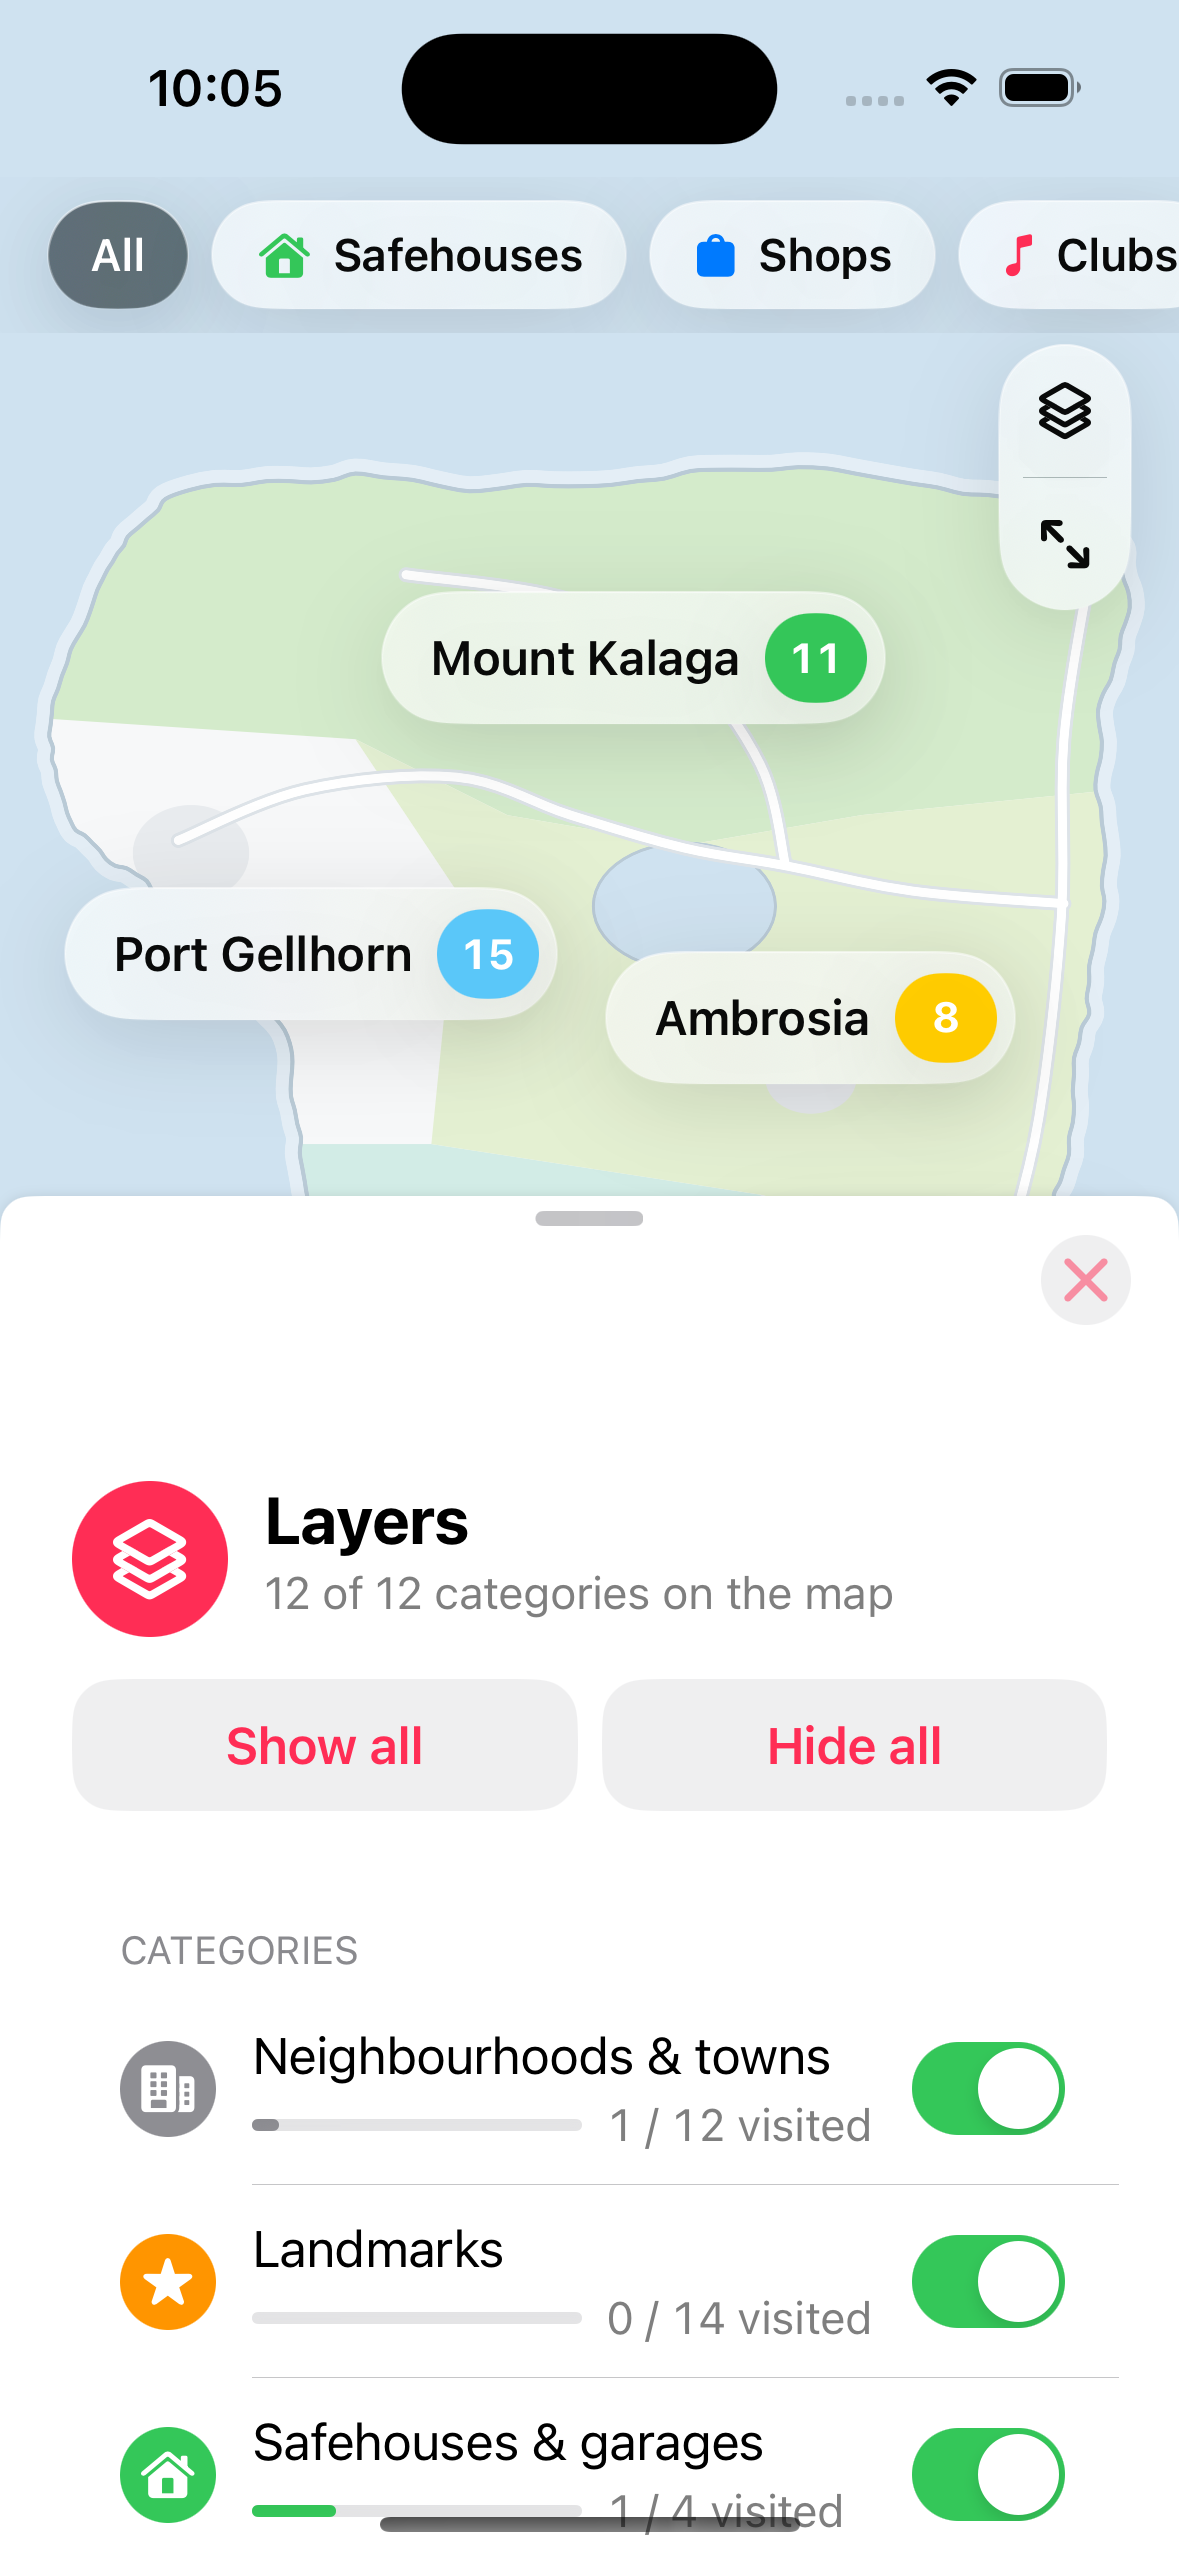 10:05
All
Safehouses
Shops
Clubs
Mount Kalaga 11
Port Gellhorn 15
Ambrosia 8
Layers
12 of 12 categories on the map
Show all
Hide all
CATEGORIES
Neighbourhoods & towns
1 / 12 visited
Landmarks
0 / 14 visited
Safehouses & garages
1 / 4 visited